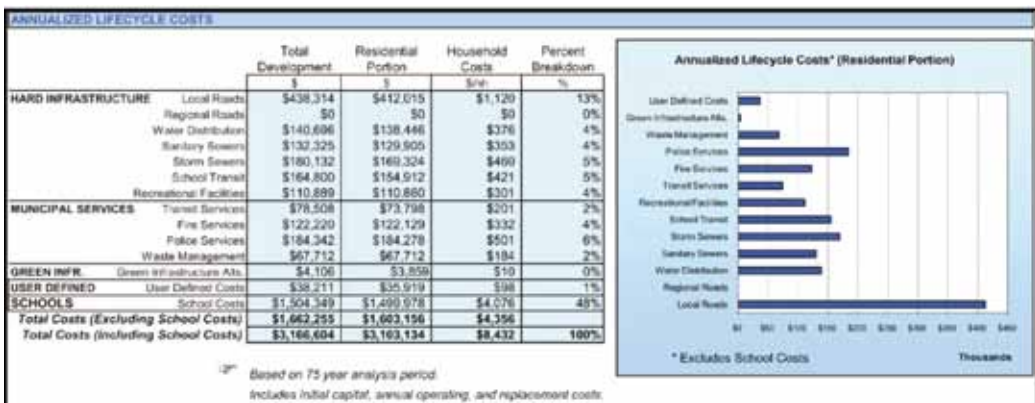 ANNUALIZED LIFECYCLE COSTS
Total Development Residential Portion Household Costs Percent Breakdown
$ $ $/hh %
HARD INFRASTRUCTURE Local Roads $438,314 $412,015 $1,120 13%
Regional Roads $0 $0 $0 0%
Water Distribution $140,696 $138,446 $376 4%
Sanitary Sewers $132,325 $129,905 $353 4%
Storm Sewers $180,132 $169,324 $460 5%
School Transit $164,800 $154,912 $421 5%
Recreational Facilities $110,889 $110,660 $301 4%
MUNICIPAL SERVICES Transit Services $78,508 $73,798 $201 2%
Fire Services $122,220 $122,129 $332 4%
Police Services $184,342 $184,278 $501 6%
Waste Management $67,712 $67,712 $184 2%
GREEN INFR. Green Infrastructure Alts. $4,106 $3,859 $10 0%
USER DEFINED User Defined Costs $38,211 $35,919 $98 1%
SCHOOLS School Costs $1,504,349 $1,499,978 $4,076 48%
Total Costs (Excluding School Costs) $1,662,255 $1,603,156 $4,356
Total Costs (Including School Costs) $3,166,604 $3,103,134 $8,432 100%
Based on 75 year analysis period.
Includes initial capital, annual operating, and replacement costs.
Annualized Lifecycle Costs* (Residential Portion)
User Defined Costs
Green Infrastructure Alts.
Waste Management
Police Services
Fire Services
Transit Services
Recreational Facilities
School Transit
Storm Sewers
Sanitary Sewers
Water Distribution
Regional Roads
Local Roads
$0 $50 $100 $150 $200 $250 $300 $350 $400 $450
* Excludes School Costs Thousands